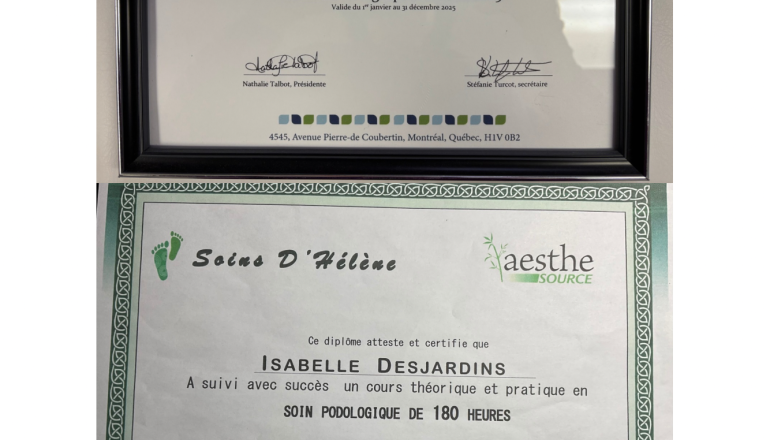 Valide du 1er janvier au 31 décembre 2025
Nathalie Talbot, Présidente
Stéfanie Turcot, secrétaire
4545, Avenue Pierre-de Coubertin, Montréal, Québec, H1V 0B2
Soins D'Hélène
aesthe
SOURCE
Ce diplôme atteste et certifie que
ISABELLE DESJARDINS
A suivi avec succès un cours théorique et pratique en
SOIN PODOLOGIQUE DE 180 HEURES